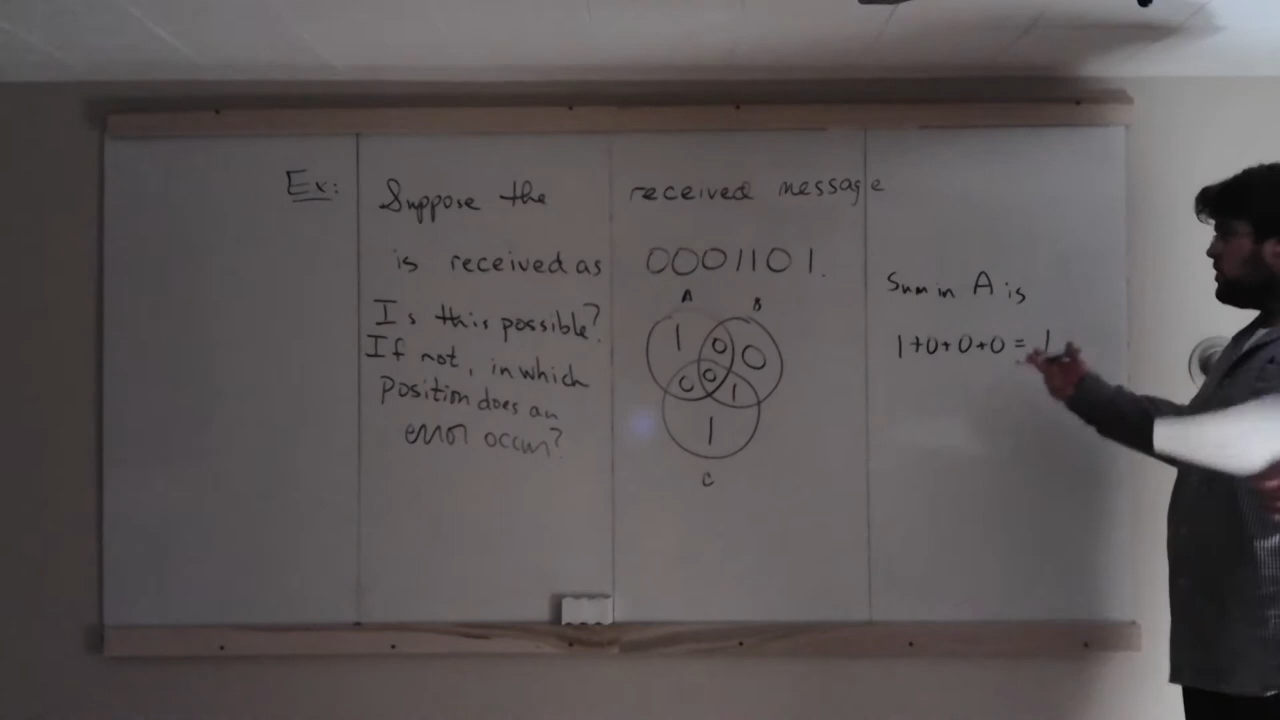 Ex: Suppose the received message
is received as 0001101.
Is this possible?
If not, in which
position does an
error occur?
A
B
1
0
0
0
0
1
1
C
Sum in A is
1+0+0+0 = 1